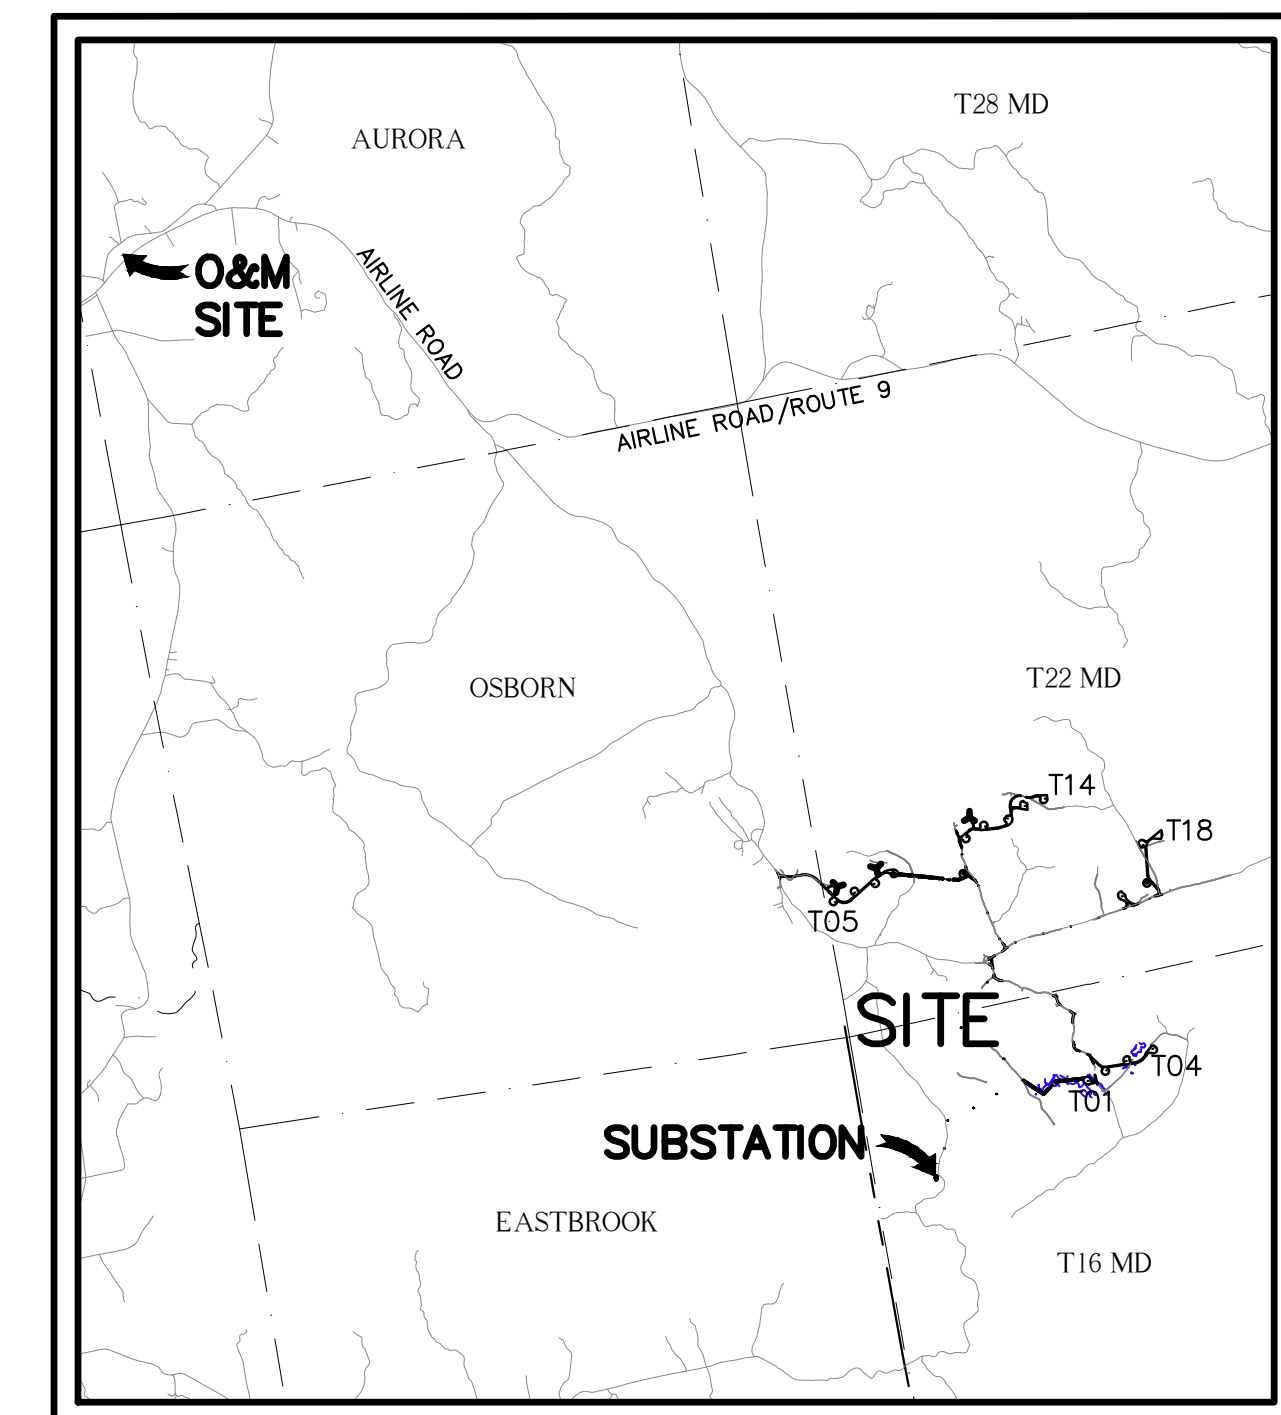 T28 MD
AURORA
O&M
SITE
AIRLINE ROAD
AIRLINE ROAD/ROUTE 9
T22 MD
OSBORN
T14
T18
T05
SITE
T04
T01
SUBSTATION
EASTBROOK
T16 MD